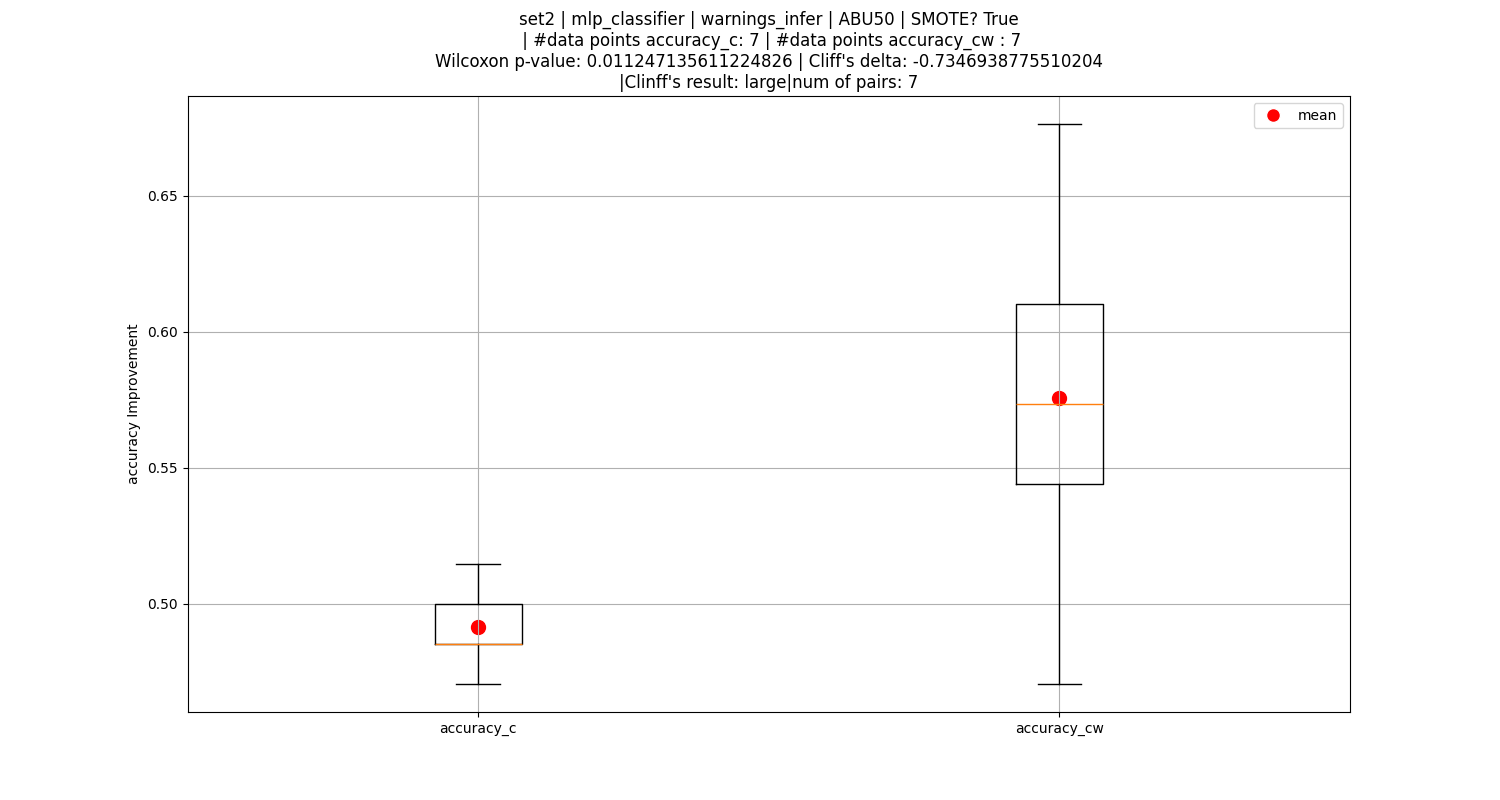 set2 | mlp_classifier | warnings_infer | ABU50 | SMOTE? True
| #data points accuracy_c: 7 | #data points accuracy_cw : 7
Wilcoxon p-value: 0.011247135611224826 | Cliff's delta: -0.7346938775510204
|Clinff's result: large|num of pairs: 7
mean
0.65
0.60
0.55
0.50
accuracy Improvement
accuracy_c
accuracy_cw